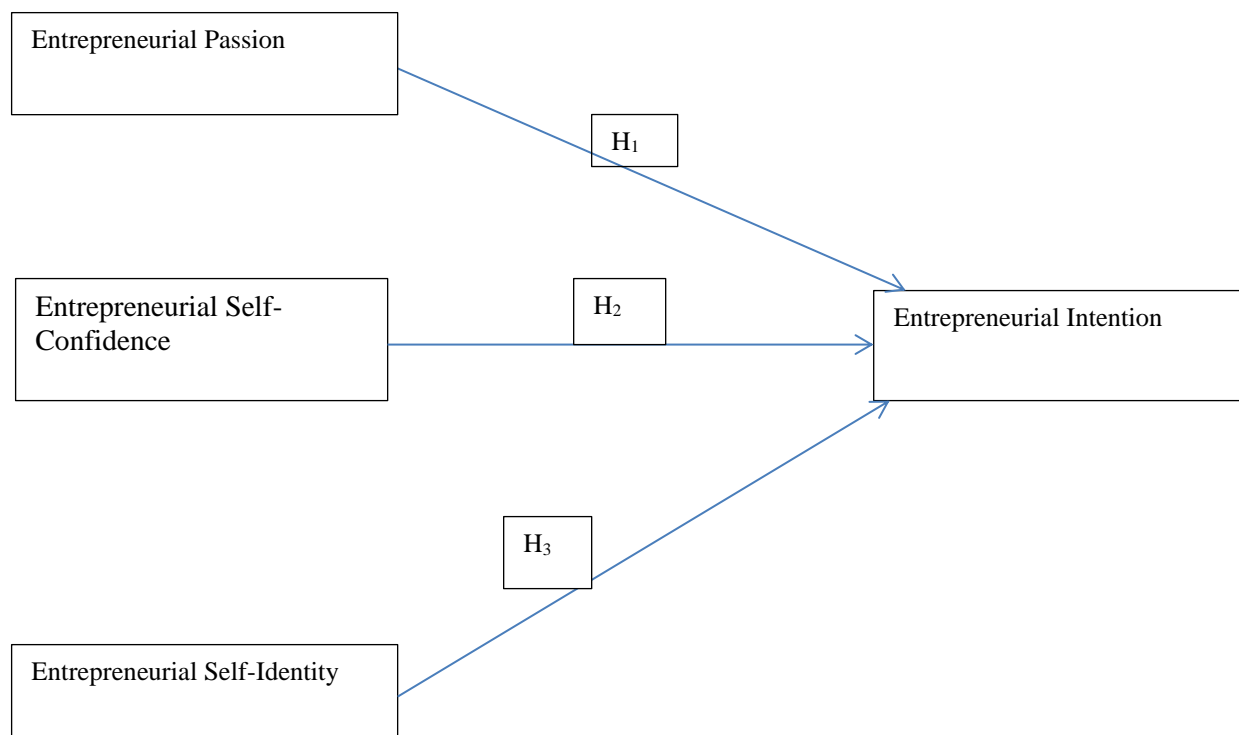 Entrepreneurial Passion
H₁
Entrepreneurial Self-
Confidence
H₂
Entrepreneurial Intention
H₃
Entrepreneurial Self-Identity